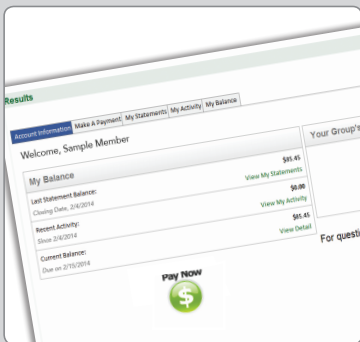 Results
Account Information Make A Payment My Statements My Activity My Balance
Welcome, Sample Member
My Balance
Last Statement Balance: $85.45
Closing Date, 2/4/2014 View My Statements
Recent Activity: $0.00
Since 2/4/2014 View My Activity
Current Balance: $85.45
Due on 2/15/2014 View Detail
Your Group's
For questi
Pay Now
$